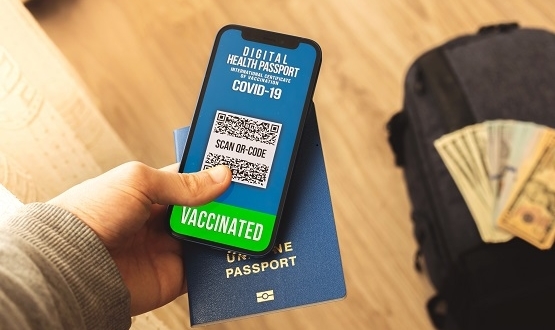 DIGITAL
HEALTH PASSPORT
INTERNATIONAL CERTIFICATE
OF VACCINATION
COVID-19
SCAN QR-CODE
VACCINATED
PASSPORT